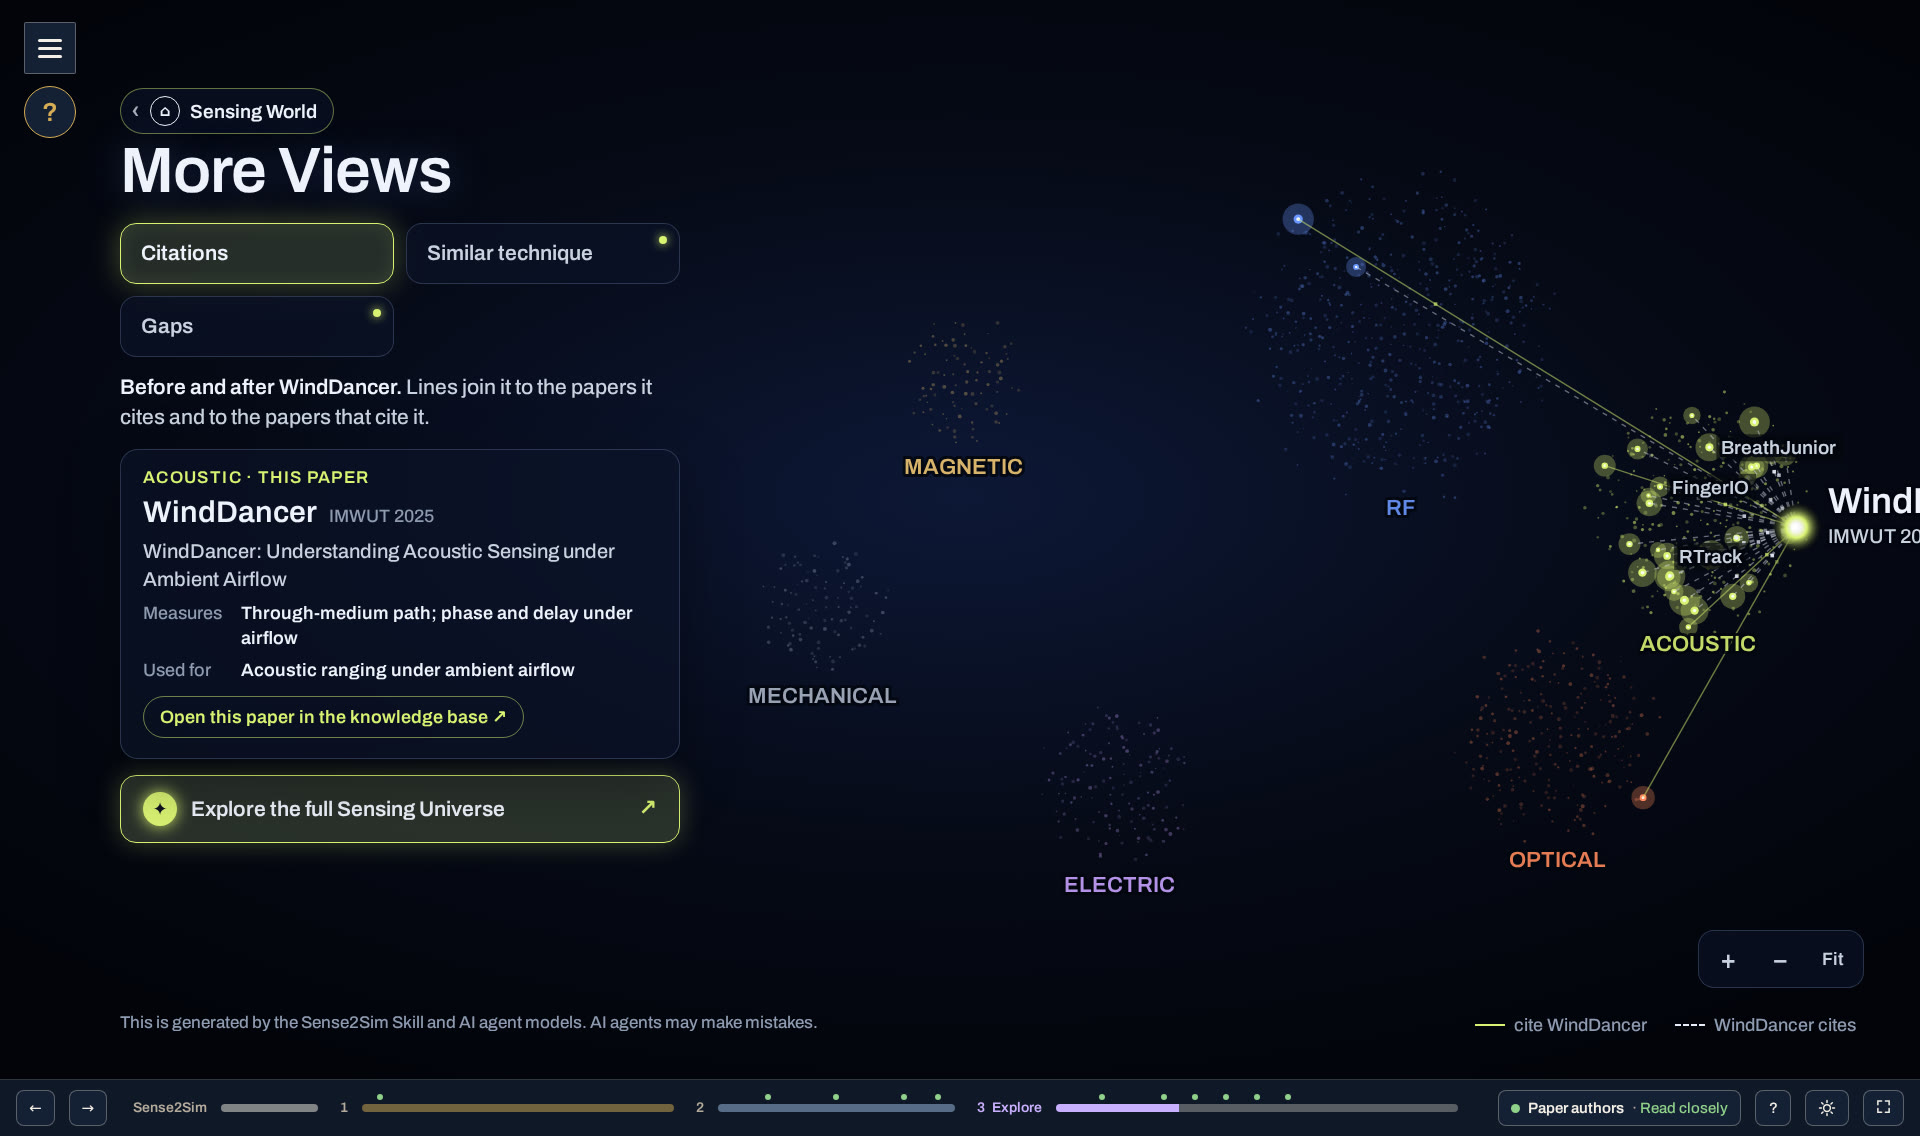 ?
Sensing World
More Views
Citations
Similar technique
Gaps
Before and after WindDancer. Lines join it to the papers it
cites and to the papers that cite it.
ACOUSTIC · THIS PAPER
WindDancer IMWUT 2025
WindDancer: Understanding Acoustic Sensing under
Ambient Airflow
Measures Through-medium path; phase and delay under
airflow
Used for Acoustic ranging under ambient airflow
Open this paper in the knowledge base ↗
Explore the full Sensing Universe ↗
MAGNETIC
RF
MECHANICAL
ELECTRIC
BreathJunior
FingerIO
RTrack
WindD
IMWUT 20
ACOUSTIC
OPTICAL
+ − Fit
This is generated by the Sense2Sim Skill and AI agent models. AI agents may make mistakes.
cite WindDancer WindDancer cites
← → Sense2Sim 1 2 3 Explore Paper authors · Read closely ?